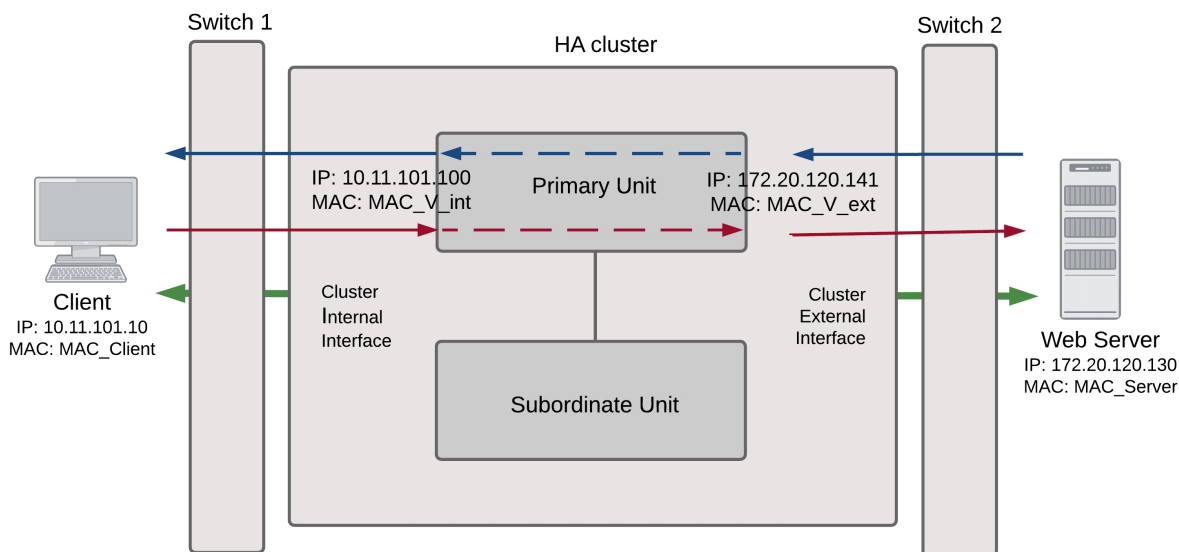 Switch 1
HA cluster
Switch 2
IP: 10.11.101.100
MAC: MAC_V_int
Primary Unit
IP: 172.20.120.141
MAC: MAC_V_ext
Client
IP: 10.11.101.10
MAC: MAC_Client
Cluster
Internal
Interface
Cluster
External
Interface
Web Server
IP: 172.20.120.130
MAC: MAC_Server
Subordinate Unit